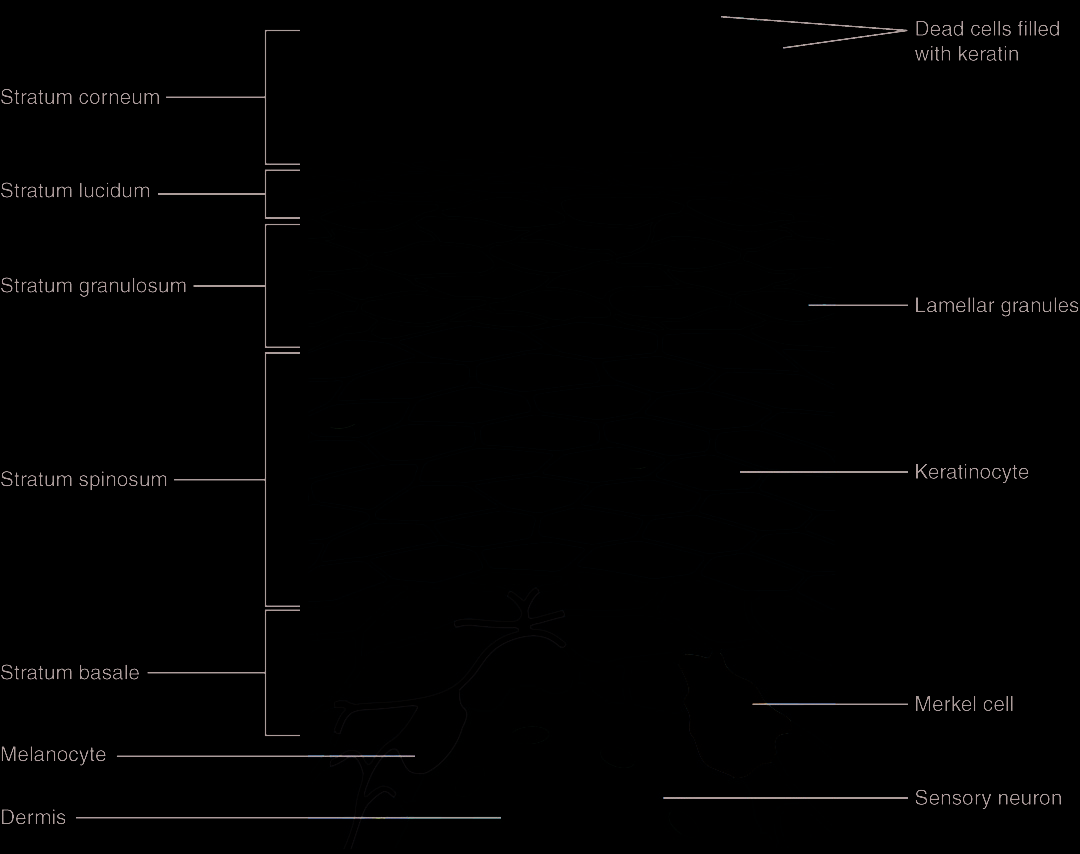 Dead cells filled
with keratin
Stratum corneum
Stratum lucidum
Stratum granulosum
Lamellar granules
Stratum spinosum
Keratinocyte
Stratum basale
Merkel cell
Melanocyte
Sensory neuron
Dermis